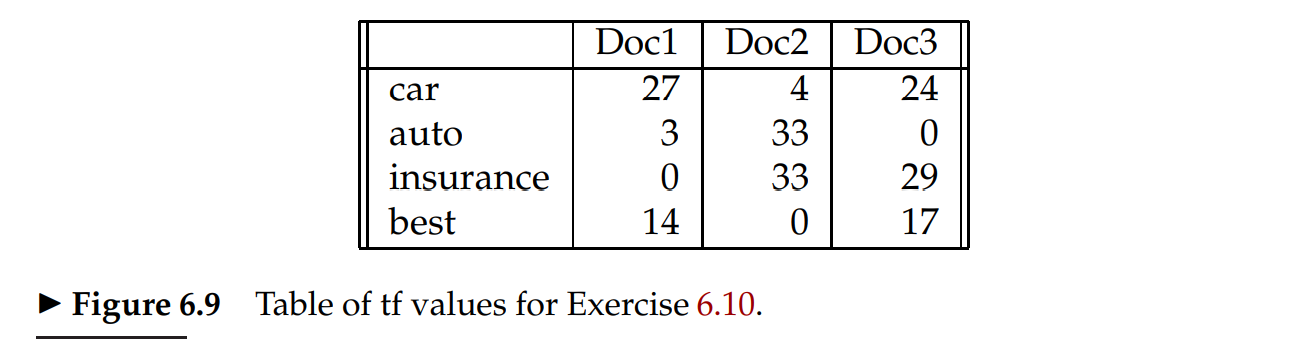 Doc1 Doc2 Doc3
car 27 4 24
auto 3 33 0
insurance 0 33 29
best 14 0 17
► Figure 6.9 Table of tf values for Exercise 6.10.